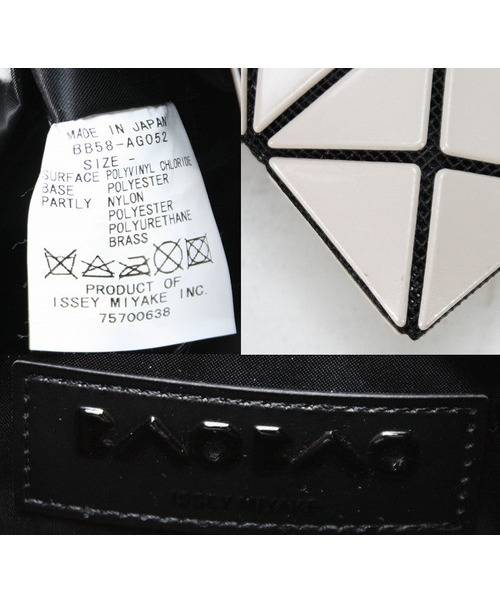 MADE IN JAPAN
BB58-AG052
SIZE -
SURFACE POLYVINYL CHLORIDE
BASE POLYESTER
PARTLY NYLON
POLYESTER
POLYURETHANE
BRASS
PRODUCT OF
ISSEY MIYAKE INC.
75700638
BAOBAO
ISSEY MIYAKE